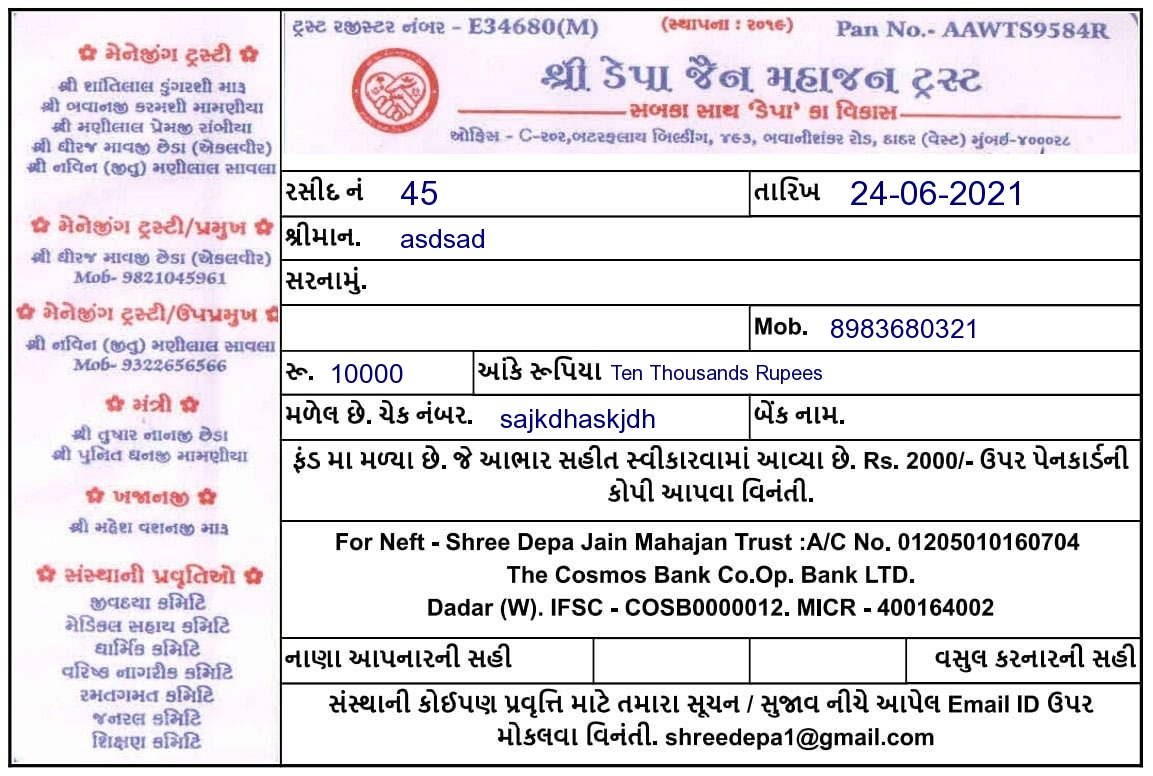 ✿ મેનેજીંગ ટ્રસ્ટી ✿
શ્રી શાંતિલાલ ડુંગરશી મારૂ
શ્રી બવાનજી કરમશી મામણીયા
શ્રી મણીલાલ પ્રેમજી રાંભીયા
શ્રી ધીરજ માવજી છેડા (એકલવીર)
શ્રી નવિન (જીતુ) મણીલાલ સાવલા
✿ મેનેજીંગ ટ્રસ્ટી/પ્રમુખ ✿
શ્રી ધીરજ માવજી છેડા (એકલવીર)
Mob- 9821045961
✿ મેનેજીંગ ટ્રસ્ટી/ઉપપ્રમુખ ✿
શ્રી નવિન (જીતુ) મણીલાલ સાવલા
Mob- 9322656566
✿ મંત્રી ✿
શ્રી તુષાર નાનજી છેડા
શ્રી પુનિત ધનજી મામણીયા
✿ ખજાનજી ✿
શ્રી મહેશ વશનજી મારૂ
✿ સંસ્થાની પ્રવૃતિઓ ✿
જીવદયા કમિટિ
મેડિકલ સહાય કમિટિ
ધાર્મિક કમિટિ
વરિષ્ઠ નાગરીક કમિટિ
રમતગમત કમિટિ
જનરલ કમિટિ
શિક્ષણ કમિટિ
ટ્રસ્ટ રજીસ્ટર નંબર - E34680(M) (સ્થાપના : ૨૦૧૯) Pan No.- AAWTS9584R
શ્રી ડેપા જૈન મહાજન ટ્રસ્ટ
સબકા સાથ 'ડેપા' કા વિકાસ
ઓફિસ - C-૨૦૨,બટરફલાય બિલ્ડીંગ, ૪૬૩, ભવાનીશંકર રોડ, દાદર (વેસ્ટ) મુંબઇ-૪૦૦૦૨૮
રસીદ નં 45 તારિખ 24-06-2021
શ્રીમાન. asdsad
સરનામું.
Mob. 8983680321
રૂ. 10000 આંકે રૂપિયા Ten Thousands Rupees
મળેલ છે. ચેક નંબર. sajkdhaskjdh બેંક નામ.
ફંડ મા મળ્યા છે. જે આભાર સહીત સ્વીકારવામાં આવ્યા છે. Rs. 2000/- ઉપર પેનકાર્ડની
કોપી આપવા વિનંતી.
For Neft - Shree Depa Jain Mahajan Trust :A/C No. 01205010160704
The Cosmos Bank Co.Op. Bank LTD.
Dadar (W). IFSC - COSB0000012. MICR - 400164002
નાણા આપનારની સહી વસુલ કરનારની સહી
સંસ્થાની કોઈપણ પ્રવૃત્તિ માટે તમારા સૂચન / સુજાવ નીચે આપેલ Email ID ઉપર
મોકલવા વિનંતી. shreedepa1@gmail.com